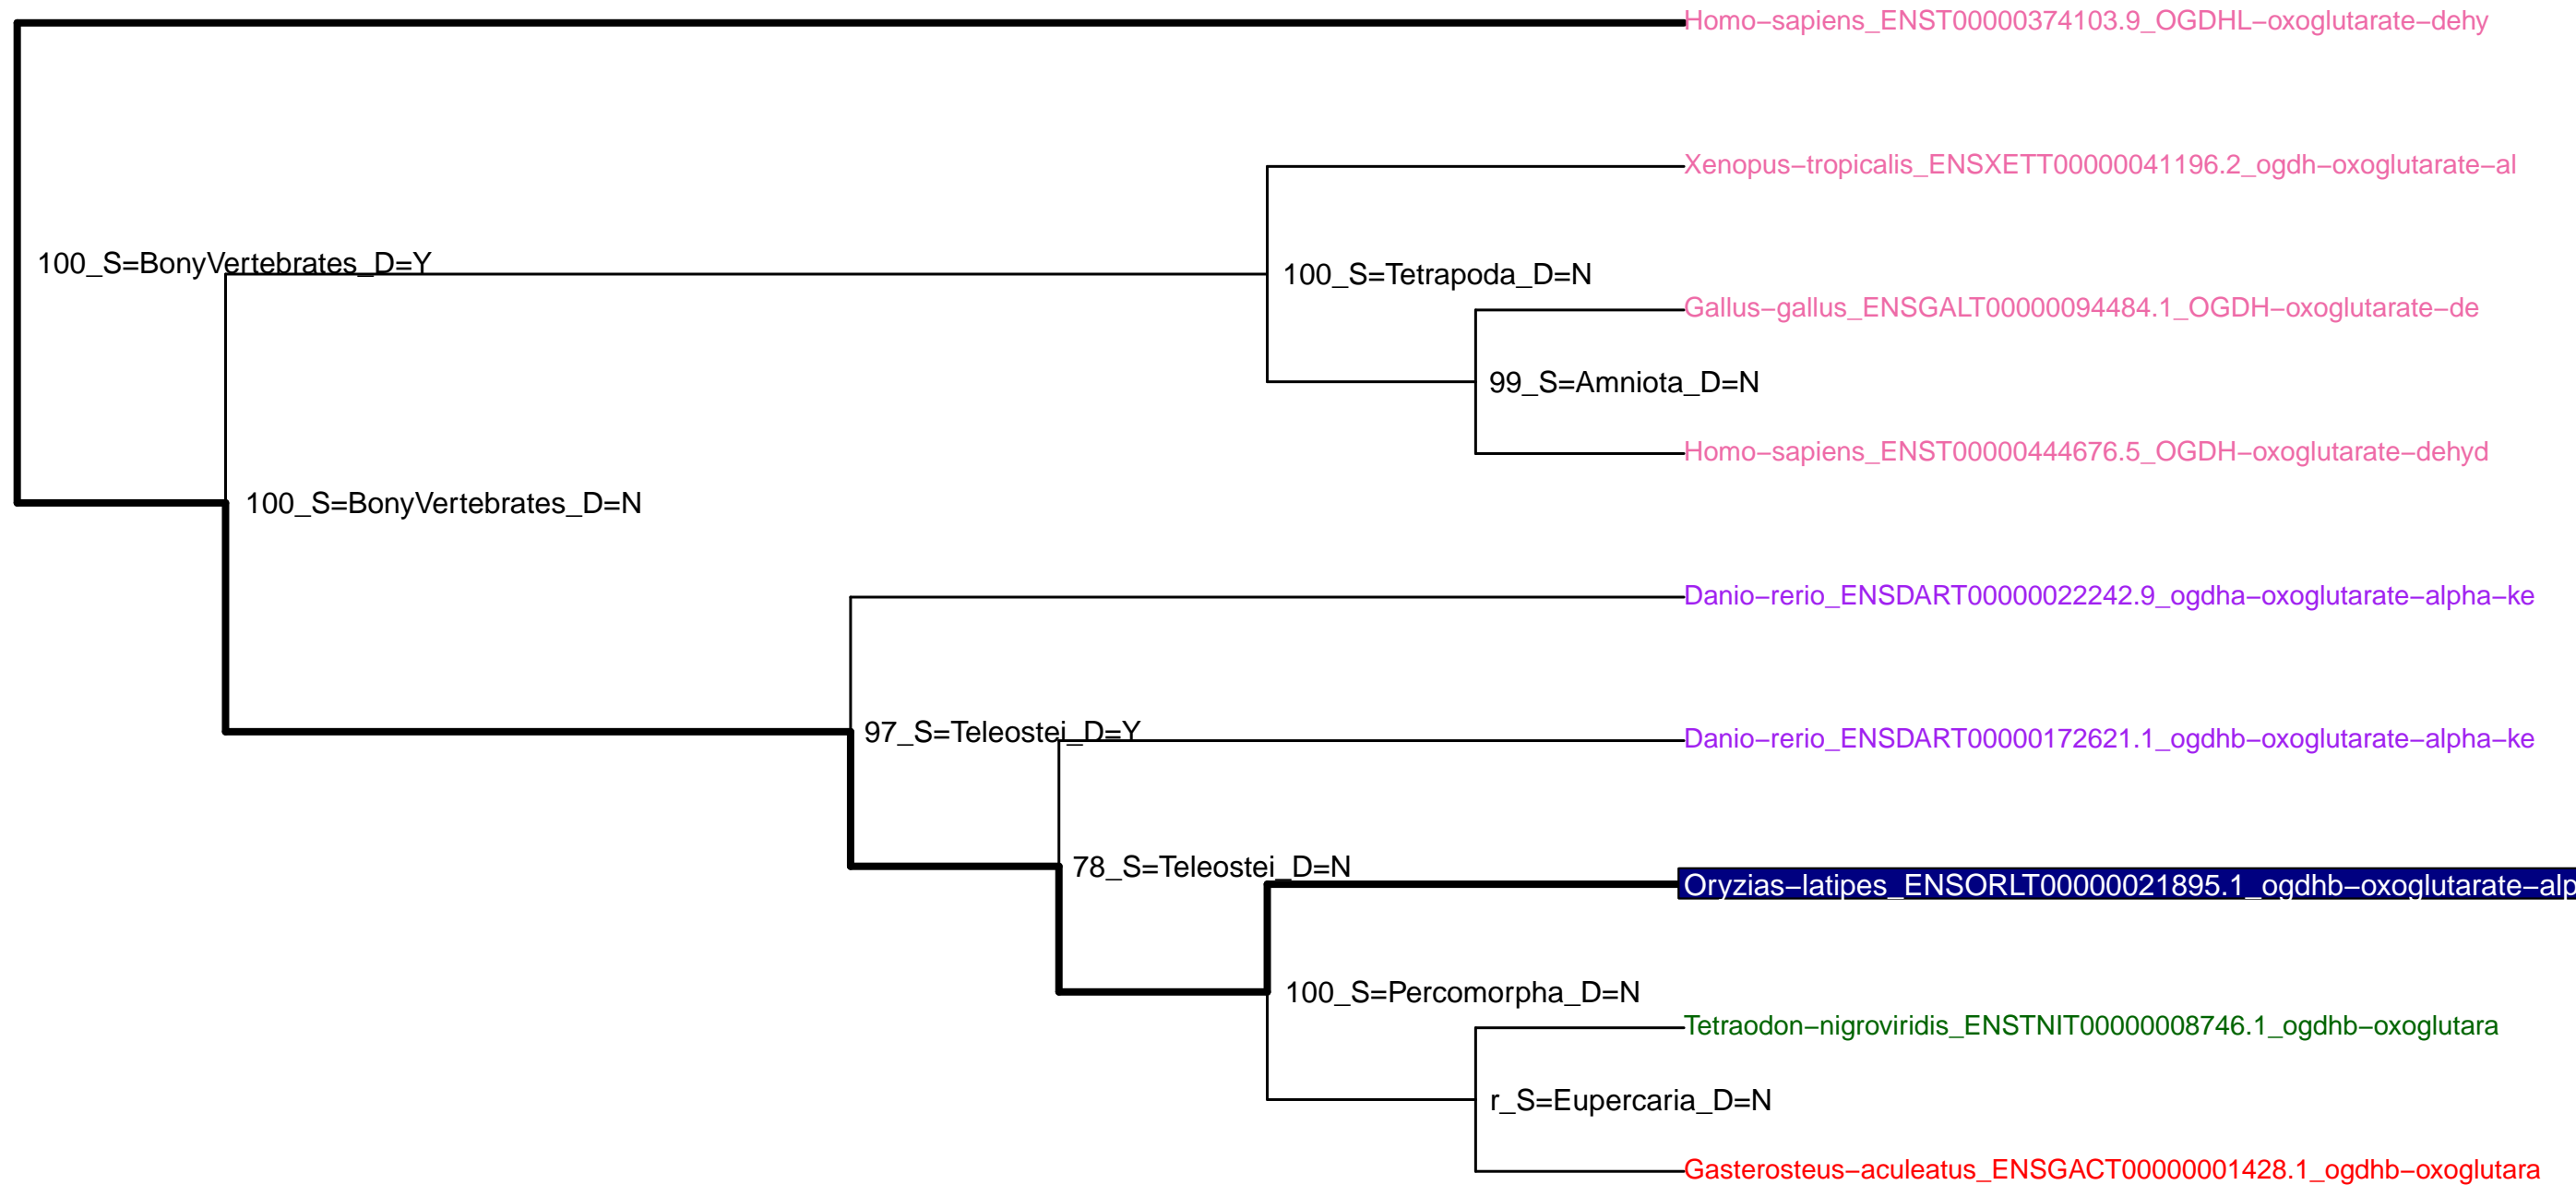 Homo−sapiens_ENST00000374103.9_OGDHL−oxoglutarate−dehy
Xenopus−tropicalis_ENSXETT00000041196.2_ogdh−oxoglutarate−al
100_S=BonyVertebrates_D=Y
100_S=Tetrapoda_D=N
Gallus−gallus_ENSGALT00000094484.1_OGDH−oxoglutarate−de
99_S=Amniota_D=N
Homo−sapiens_ENST00000444676.5_OGDH−oxoglutarate−dehyd
100_S=BonyVertebrates_D=N
Danio−rerio_ENSDART00000022242.9_ogdha−oxoglutarate−alpha−ke
97_S=Teleostei_D=Y
Danio−rerio_ENSDART00000172621.1_ogdhb−oxoglutarate−alpha−ke
78_S=Teleostei_D=N
Oryzias−latipes_ENSORLT00000021895.1_ogdhb−oxoglutarate−alp
100_S=Percomorpha_D=N
Tetraodon−nigroviridis_ENSTNIT00000008746.1_ogdhb−oxoglutara
r_S=Eupercaria_D=N
Gasterosteus−aculeatus_ENSGACT00000001428.1_ogdhb−oxoglutara